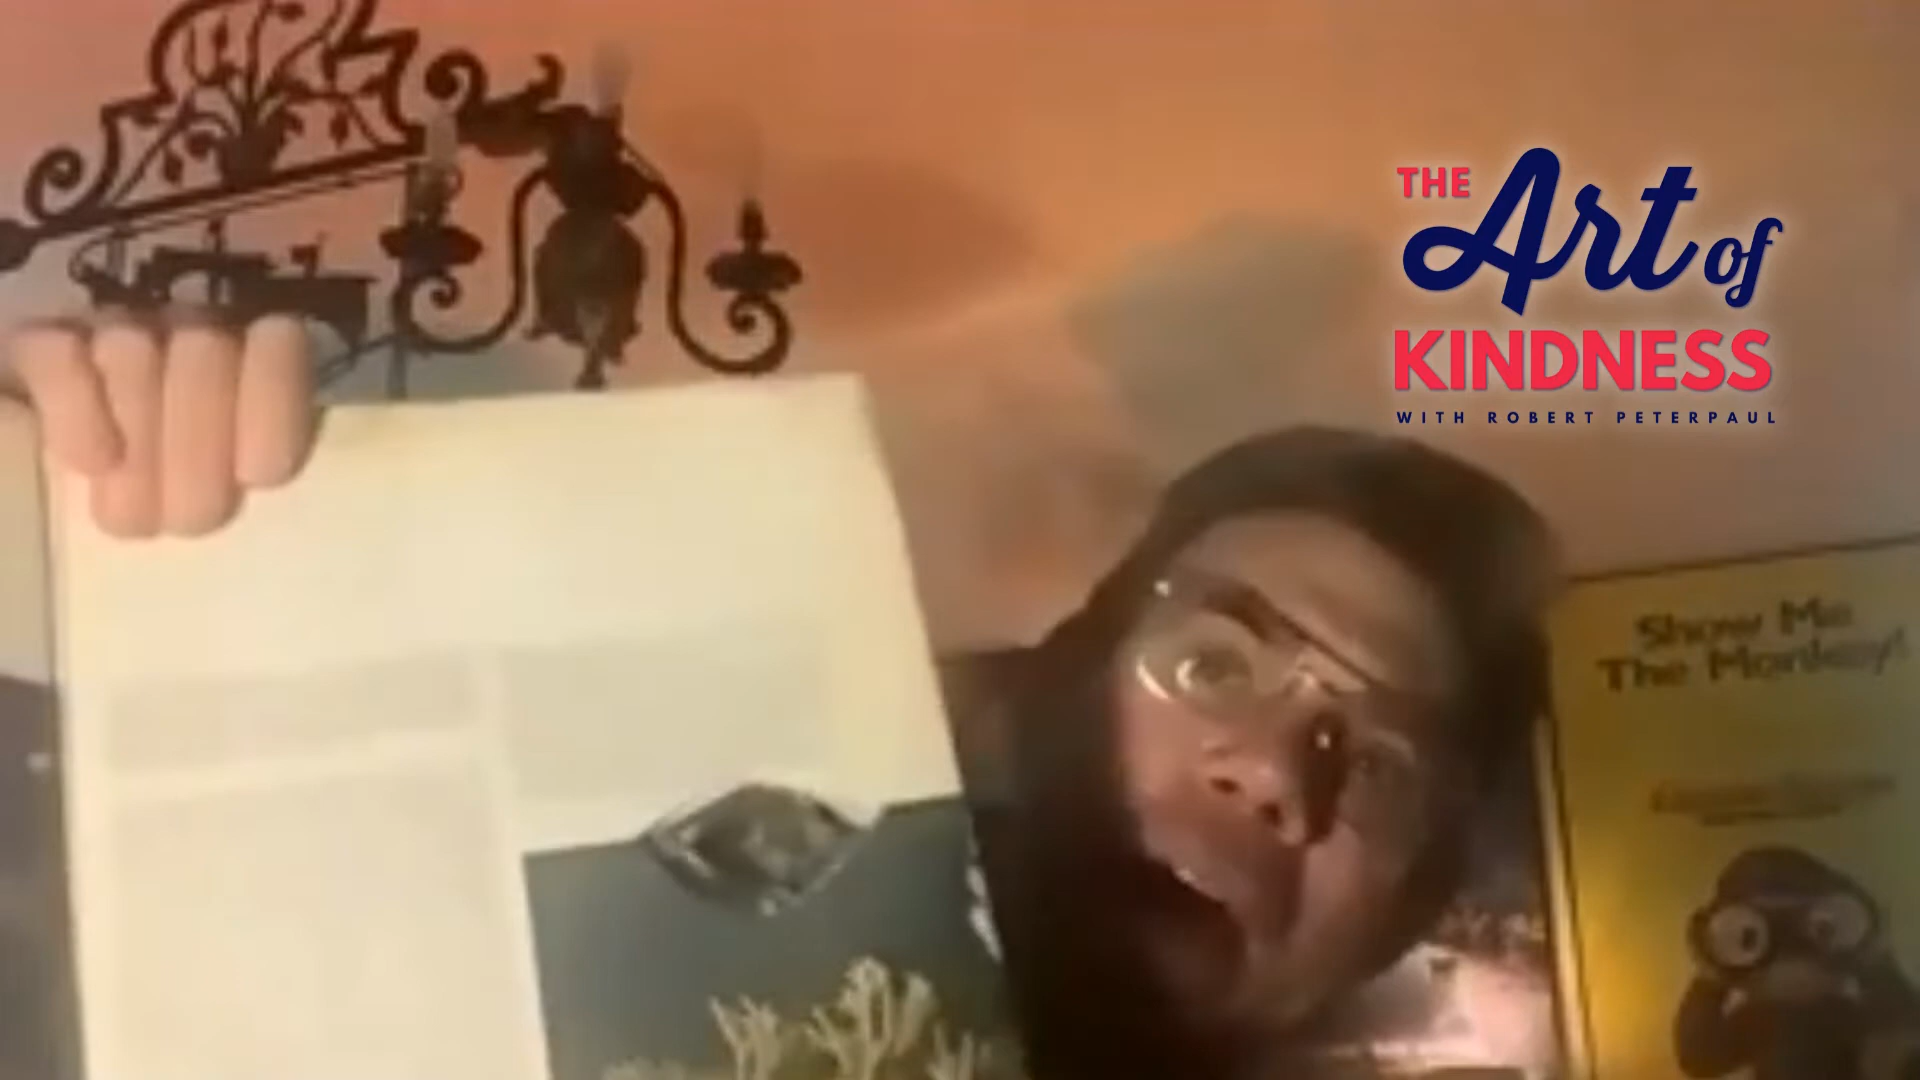 THE
Art of
KINDNESS
WITH ROBERT PETERPAUL
Show Me
The Monkey!